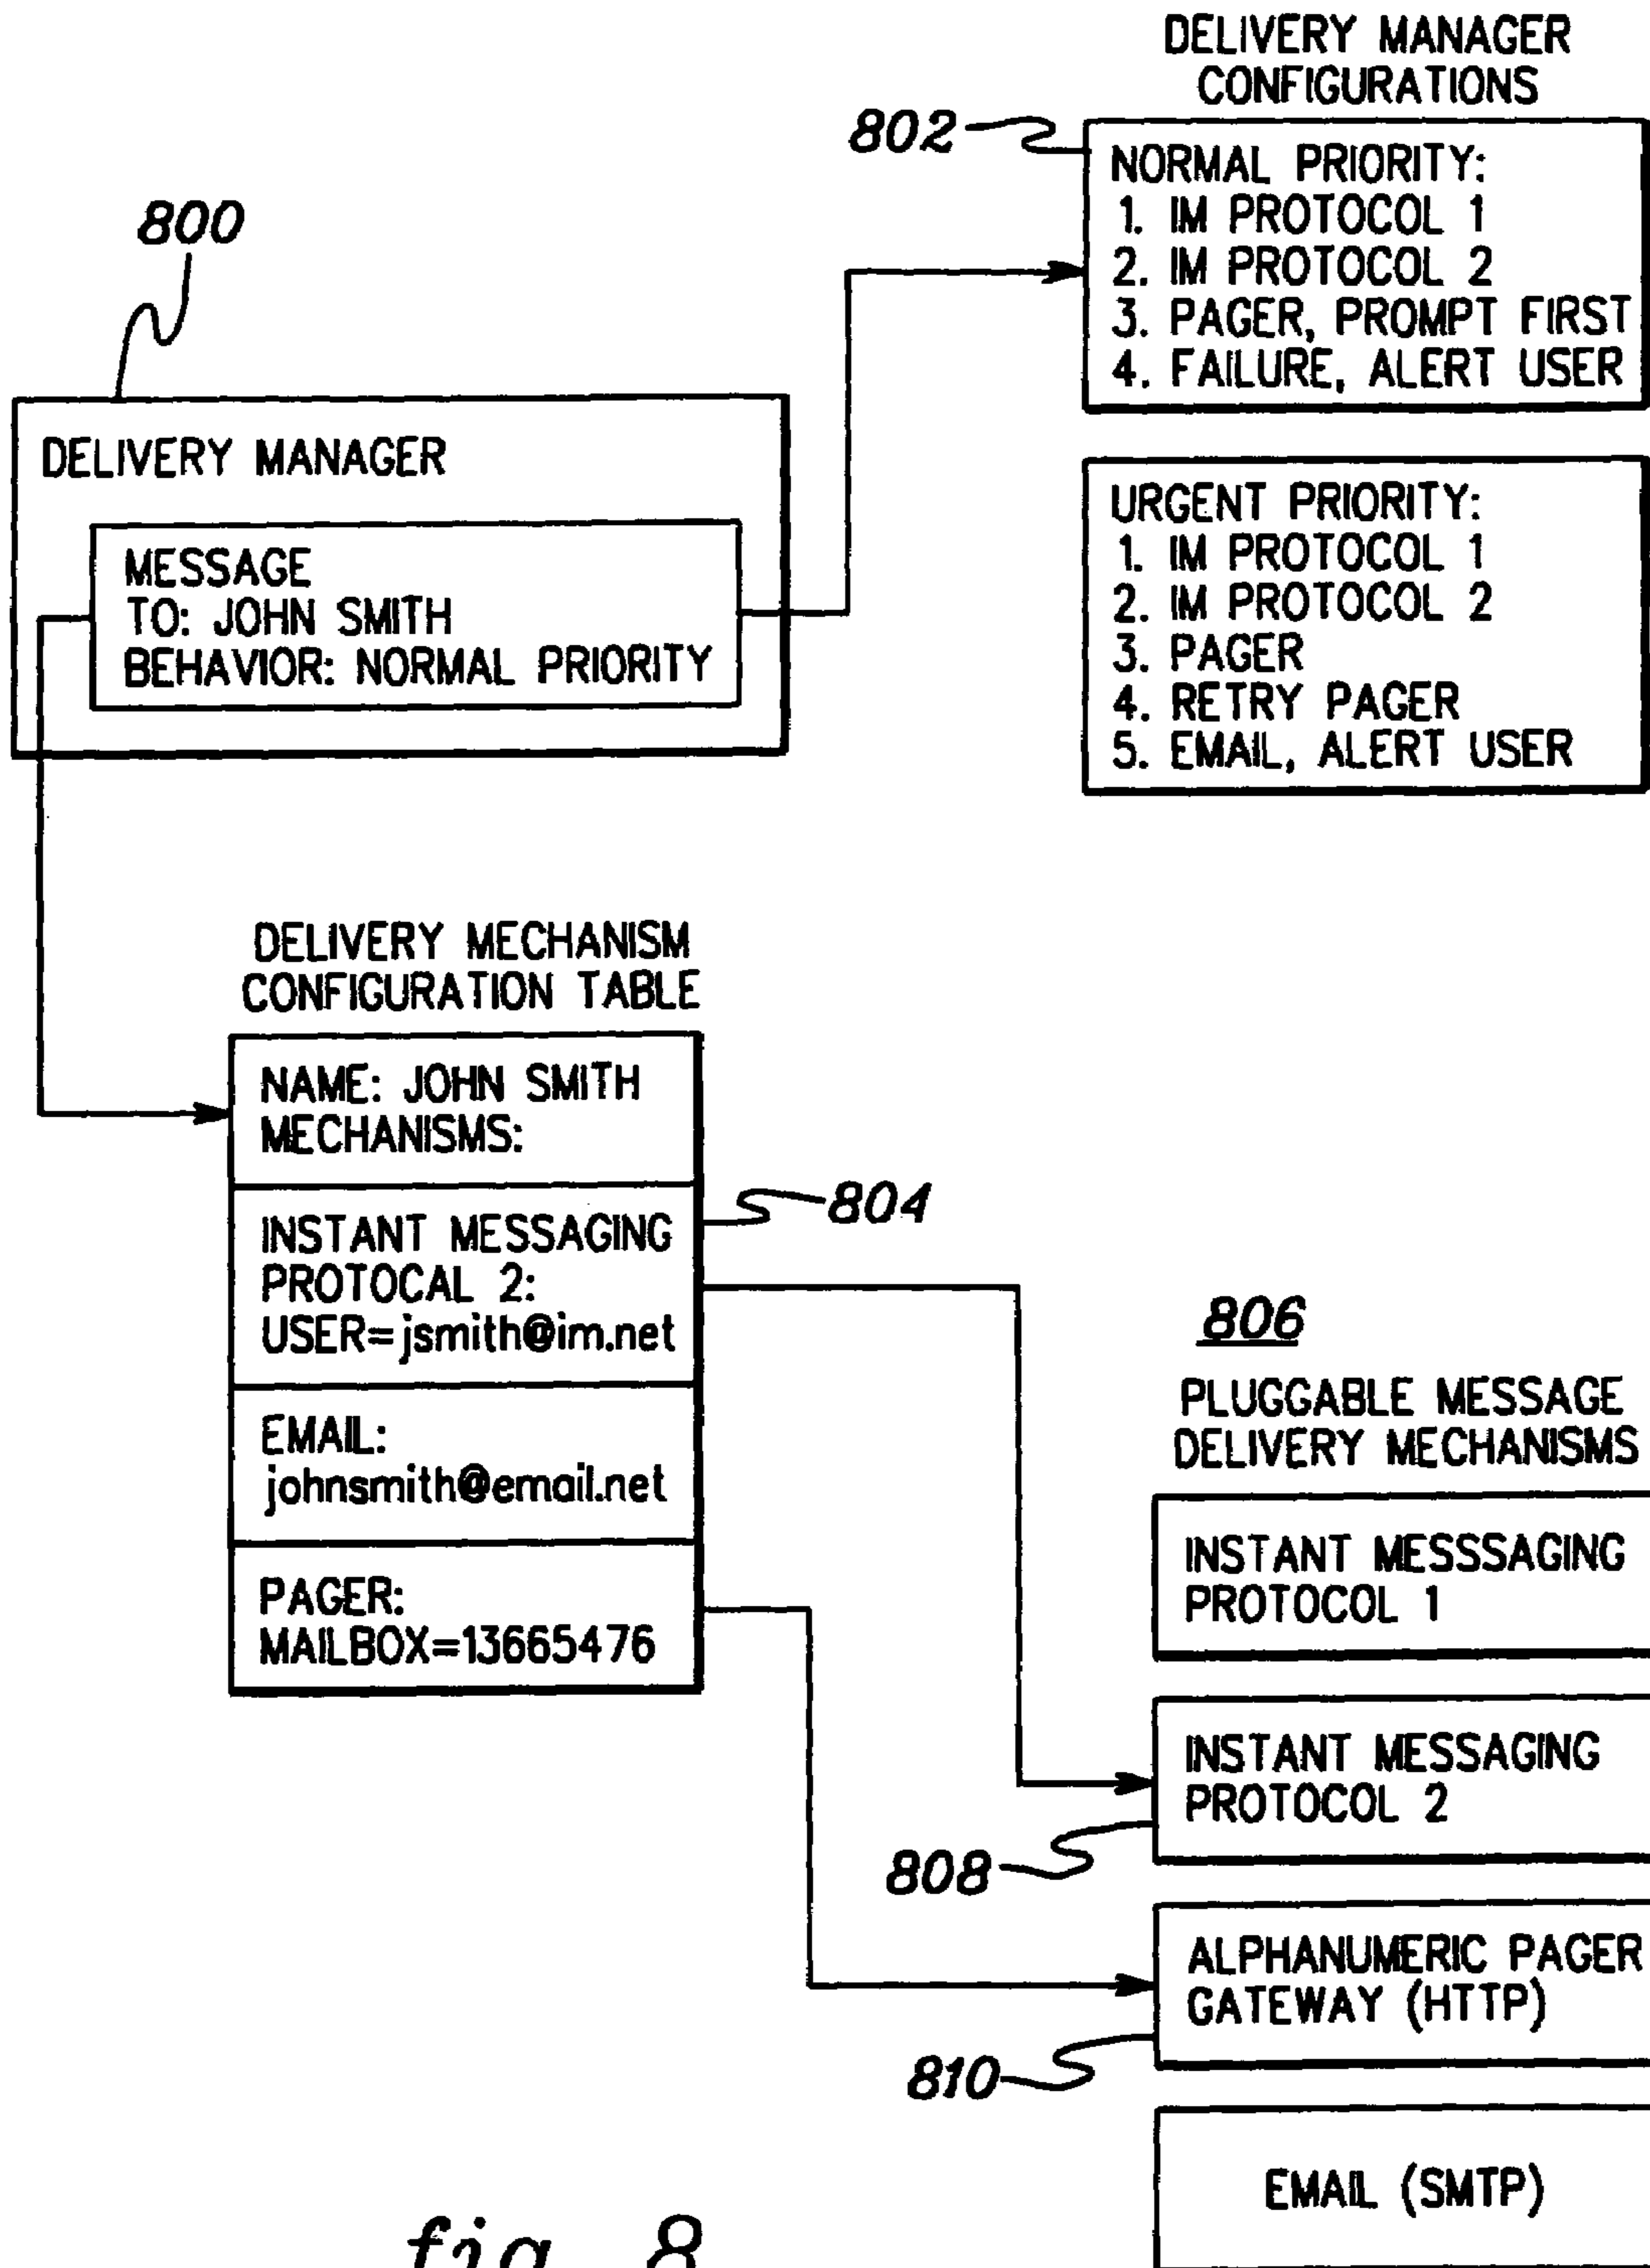 DELIVERY MANAGER
CONFIGURATIONS
802
NORMAL PRIORITY:
1. IM PROTOCOL 1
2. IM PROTOCOL 2
3. PAGER, PROMPT FIRST
4. FAILURE, ALERT USER
URGENT PRIORITY:
1. IM PROTOCOL 1
2. IM PROTOCOL 2
3. PAGER
4. RETRY PAGER
5. EMAIL, ALERT USER
800
DELIVERY MANAGER
MESSAGE
TO: JOHN SMITH
BEHAVIOR: NORMAL PRIORITY
DELIVERY MECHANISM
CONFIGURATION TABLE
NAME: JOHN SMITH
MECHANISMS:
804
INSTANT MESSAGING
PROTOCAL 2:
USER=jsmith@im.net
EMAIL:
johnsmith@email.net
PAGER:
MAILBOX=13665476
806
PLUGGABLE MESSAGE
DELIVERY MECHANISMS
INSTANT MESSSAGING
PROTOCOL 1
INSTANT MESSAGING
PROTOCOL 2
808
ALPHANUMERIC PAGER
GATEWAY (HTTP)
810
EMAIL (SMTP)
fig. 8